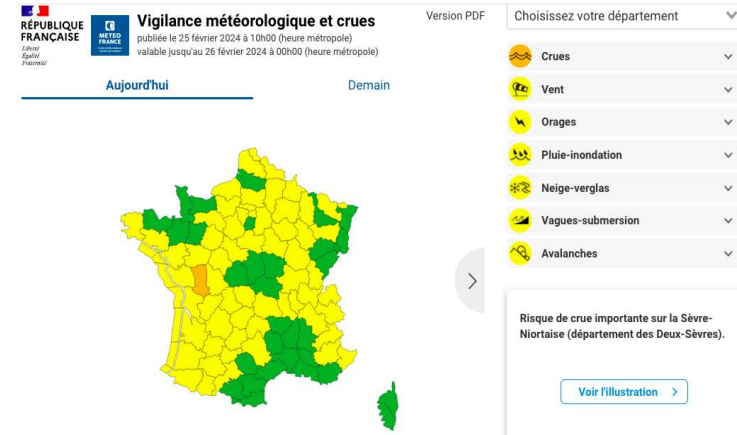 RÉPUBLIQUE
FRANÇAISE
Liberté
Égalité
Fraternité
METEO
FRANCE
Vigilance météorologique et crues
publiée le 25 février 2024 à 10h00 (heure métropole)
valable jusqu'au 26 février 2024 à 00h00 (heure métropole)
Version PDF
Choisissez votre département
Aujourd'hui
Demain
Crues
Vent
Orages
Pluie-inondation
Neige-verglas
Vagues-submersion
Avalanches
Risque de crue importante sur la Sèvre-
Niortaise (département des Deux-Sèvres).
Voir l'illustration